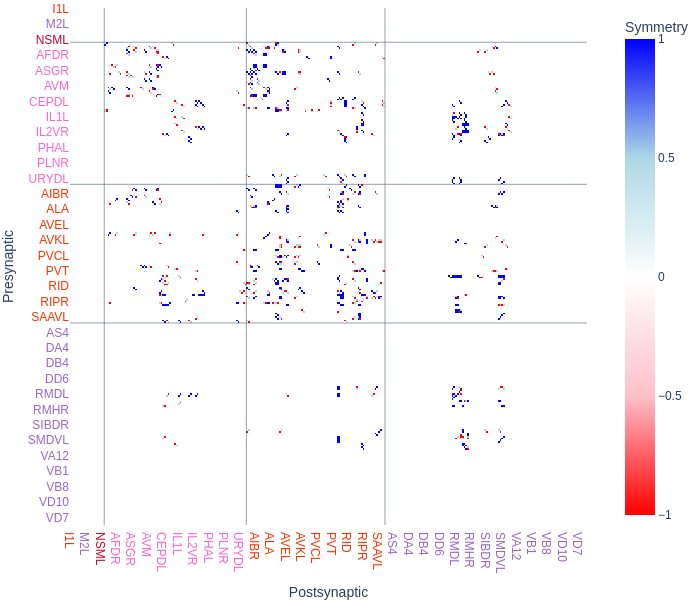 Symmetry
1
0.5
0
−0.5
−1
Presynaptic
I1L
M2L
NSML
AFDR
ASGR
AVM
CEPDL
IL1L
IL2VR
PHAL
PLNR
URYDL
AIBR
ALA
AVEL
AVKL
PVCL
PVT
RID
RIPR
SAAVL
AS4
DA4
DB4
DD6
RMDL
RMHR
SIBDR
SMDVL
VA12
VB1
VB8
VD10
VD7
I1L
M2L
NSML
AFDR
ASGR
AVM
CEPDL
IL1L
IL2VR
PHAL
PLNR
URYDL
AIBR
ALA
AVEL
AVKL
PVCL
PVT
RID
RIPR
SAAVL
AS4
DA4
DB4
DD6
RMDL
RMHR
SIBDR
SMDVL
VA12
VB1
VB8
VD10
VD7
Postsynaptic